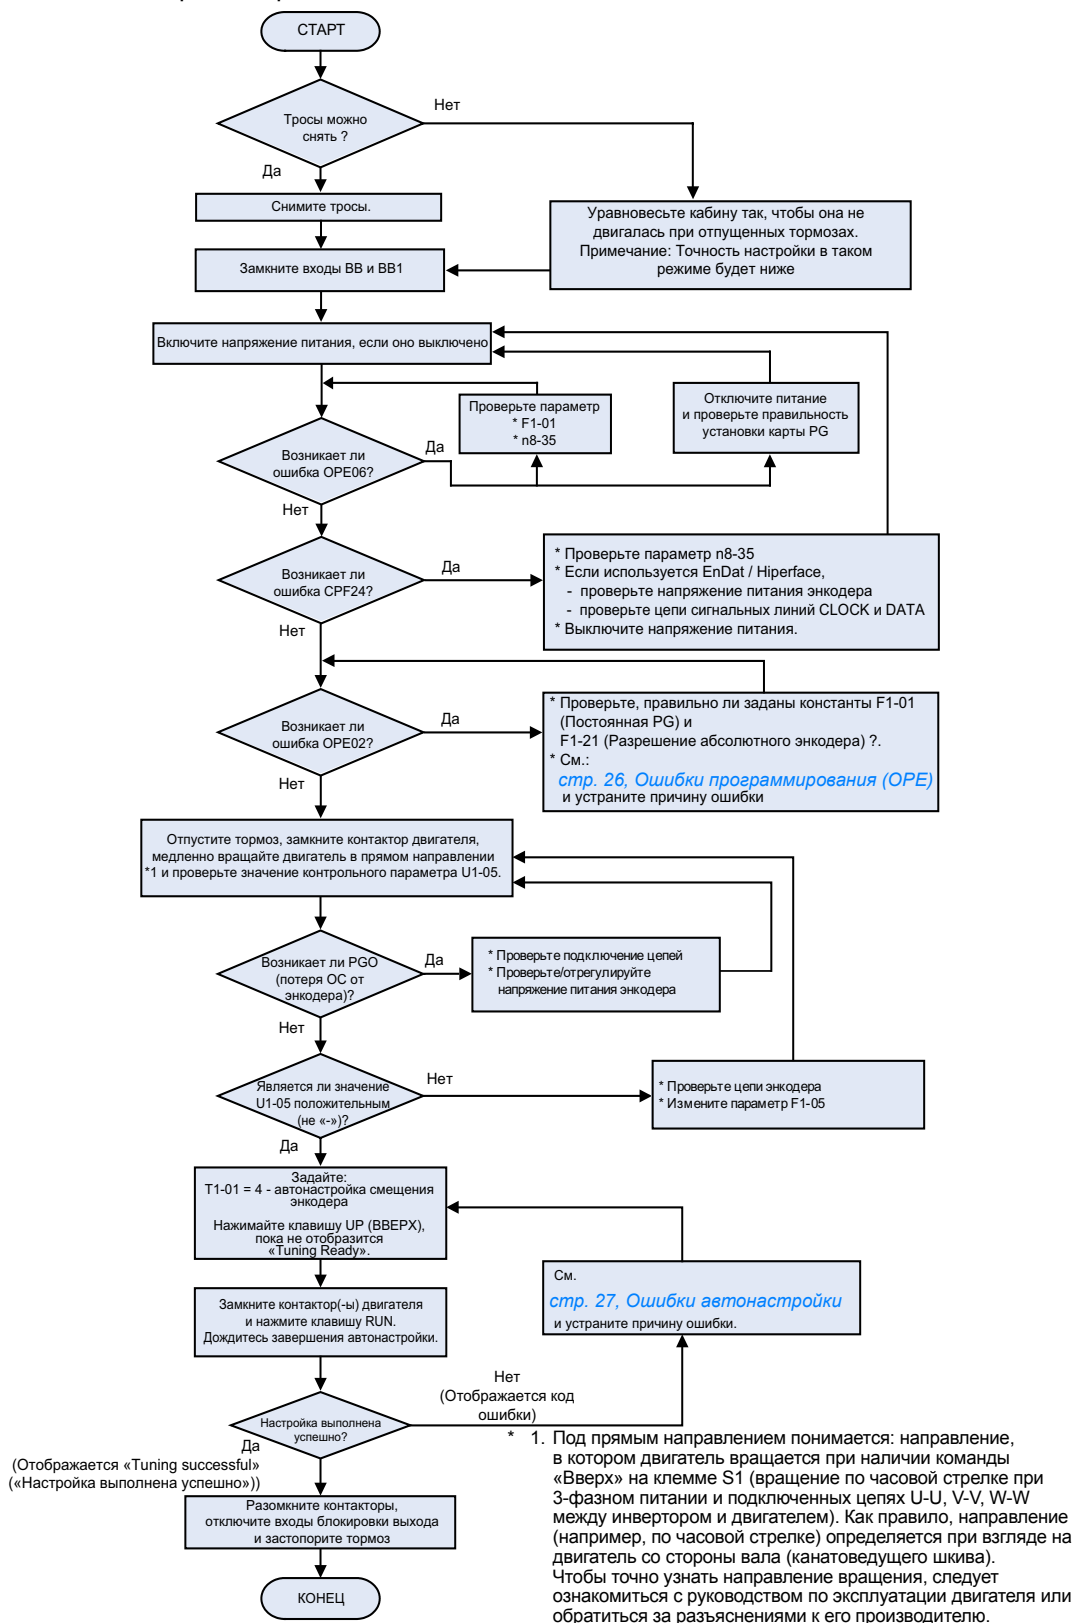 СТАРТ
Тросы можно
снять ?
Нет
Да
Снимите тросы.
Уравновесьте кабину так, чтобы она не
двигалась при отпущенных тормозах.
Примечание: Точность настройки в таком
режиме будет ниже
Замкните входы BB и BB1
Включите напряжение питания, если оно выключено
Проверьте параметр
* F1-01
* n8-35
Отключите питание
и проверьте правильность
установки карты PG
Возникает ли
ошибка OPE06?
Да
Нет
Возникает ли
ошибка CPF24?
Да
* Проверьте параметр n8-35
* Если используется EnDat / Hiperface,
- проверьте напряжение питания энкодера
- проверьте цепи сигнальных линий CLOCK и DATA
* Выключите напряжение питания.
Нет
Возникает ли
ошибка OPE02?
Да
* Проверьте, правильно ли заданы константы F1-01
(Постоянная PG) и
F1-21 (Разрешение абсолютного энкодера) ?.
* См.:
стр. 26, Ошибки программирования (OPE)
и устраните причину ошибки
Нет
Отпустите тормоз, замкните контактор двигателя,
медленно вращайте двигатель в прямом направлении
*1 и проверьте значение контрольного параметра U1-05.
Возникает ли PGO
(потеря ОС от
энкодера)?
Да
* Проверьте подключение цепей
* Проверьте/отрегулируйте
напряжение питания энкодера
Нет
Является ли значение
U1-05 положительным
(не «-»)?
Нет
* Проверьте цепи энкодера
* Измените параметр F1-05
Да
Задайте:
T1-01 = 4 - автонастройка смещения
энкодера
Нажимайте клавишу UP (ВВЕРХ),
пока не отобразится
«Tuning Ready».
См.
стр. 27, Ошибки автонастройки
и устраните причину ошибки.
Замкните контактор(-ы) двигателя
и нажмите клавишу RUN.
Дождитесь завершения автонастройки.
Нет
(Отображается код
ошибки)
Настройка выполнена
успешно?
Да
(Отображается «Tuning successful»
(«Настройка выполнена успешно»))
Разомкните контакторы,
отключите входы блокировки выхода
и застопорите тормоз
КОНЕЦ
* 1. Под прямым направлением понимается: направление,
в котором двигатель вращается при наличии команды
«Вверх» на клемме S1 (вращение по часовой стрелке при
3-фазном питании и подключенных цепях U-U, V-V, W-W
между инвертором и двигателем). Как правило, направление
(например, по часовой стрелке) определяется при взгляде на
двигатель со стороны вала (канатоведущего шкива).
Чтобы точно узнать направление вращения, следует
ознакомиться с руководством по эксплуатации двигателя или
обратиться за разъяснениями к его производителю.